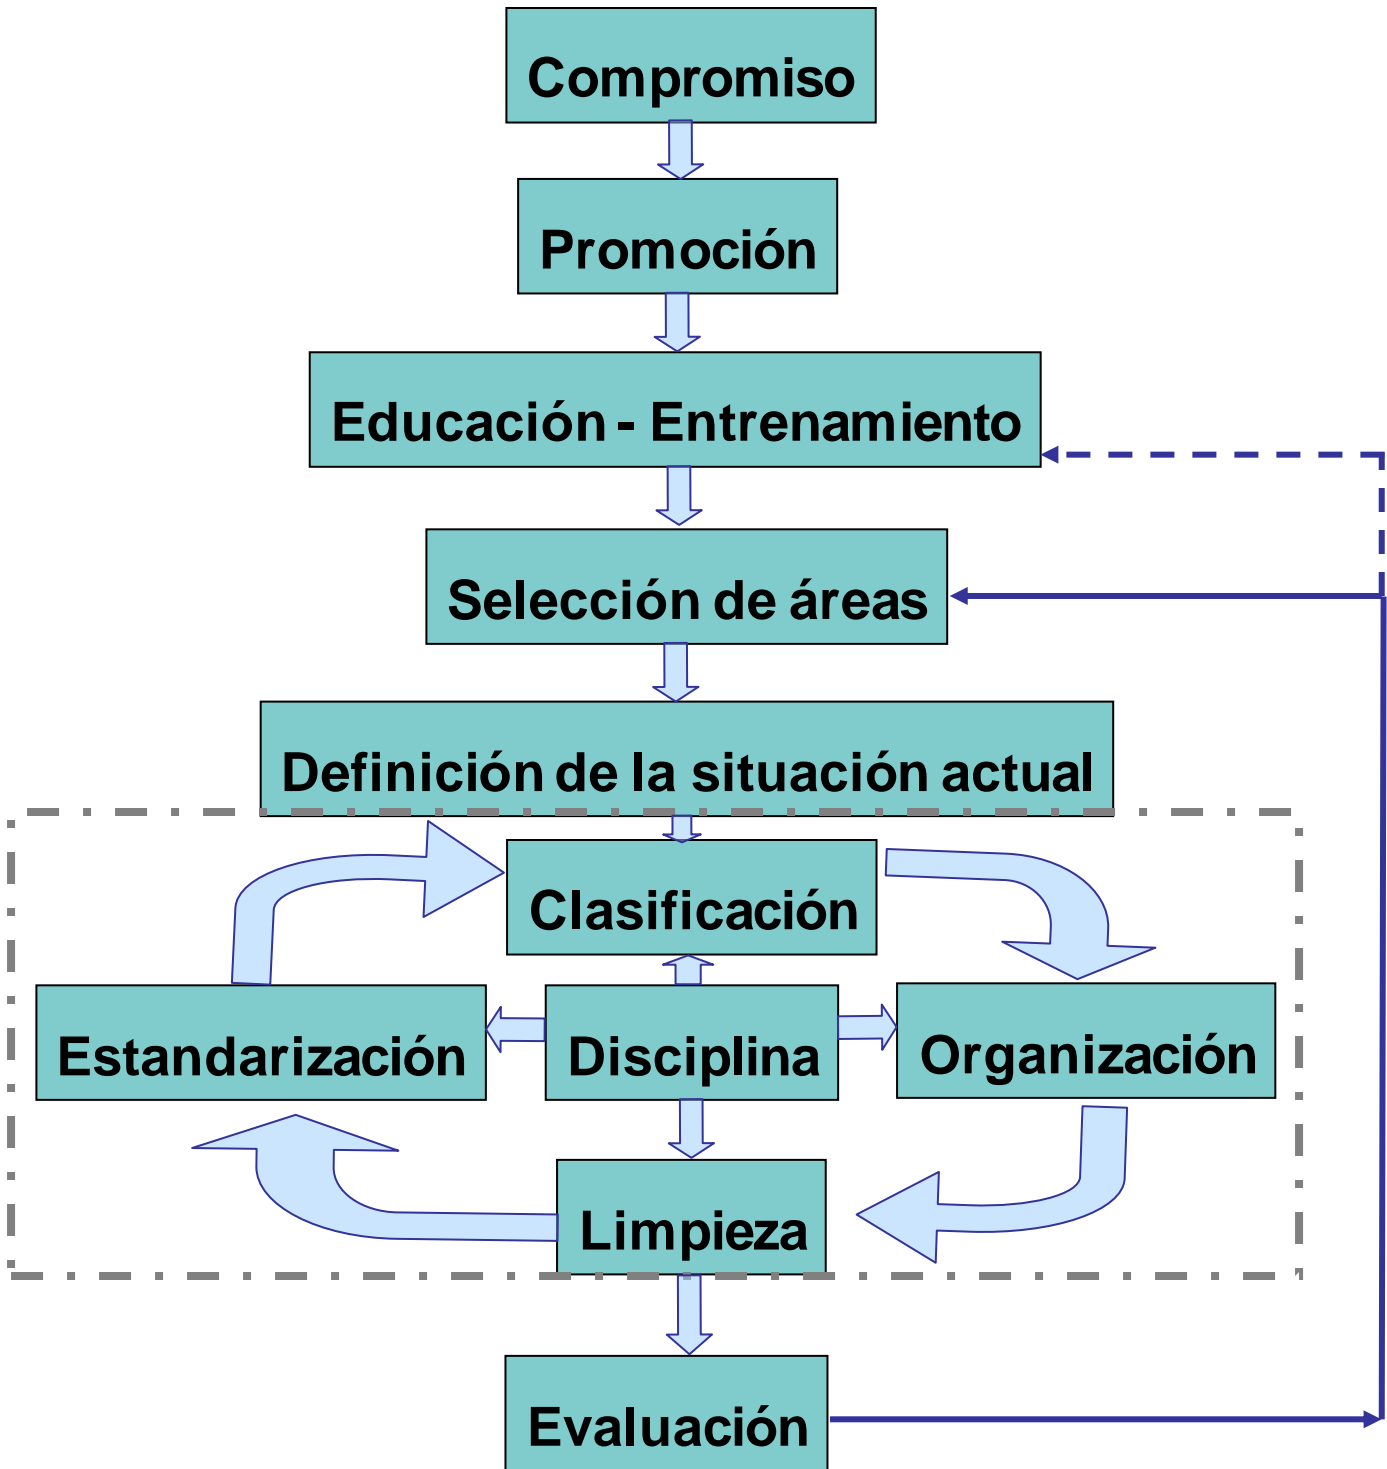 Compromiso
Promoción
Educación - Entrenamiento
Selección de áreas
Definición de la situación actual
Clasificación
Estandarización
Disciplina
Organización
Limpieza
Evaluación